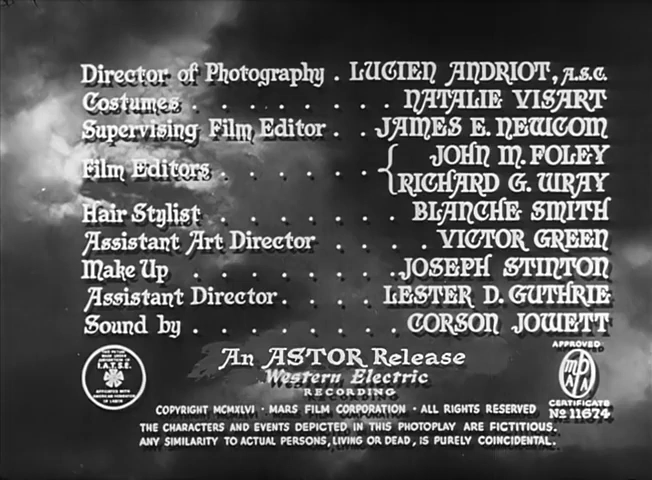 Director of Photography . LUCIEN ANDRIOT, A.S.C.
Costumes . . . . . . . . NATALIE VISART
Supervising Film Editor . . JAMES E. NEWCOM
Film Editors . . . . . . { JOHN M. FOLEY
RICHARD G. WRAY
Hair Stylist . . . . . . . BLANCHE SMITH
Assistant Art Director . . . . VICTOR GREEN
Make Up . . . . . . . . JOSEPH STINTON
Assistant Director . . . . LESTER D. GUTHRIE
Sound by . . . . . . . . CORSON JOWETT
An ASTOR Release
Western Electric
RECORDING
I.A.T.S.E.
APPROVED
MPAA
CERTIFICATE
No 11674
COPYRIGHT MCMXLVI · MARS FILM CORPORATION · ALL RIGHTS RESERVED
THE CHARACTERS AND EVENTS DEPICTED IN THIS PHOTOPLAY ARE FICTITIOUS.
ANY SIMILARITY TO ACTUAL PERSONS, LIVING OR DEAD, IS PURELY COINCIDENTAL.